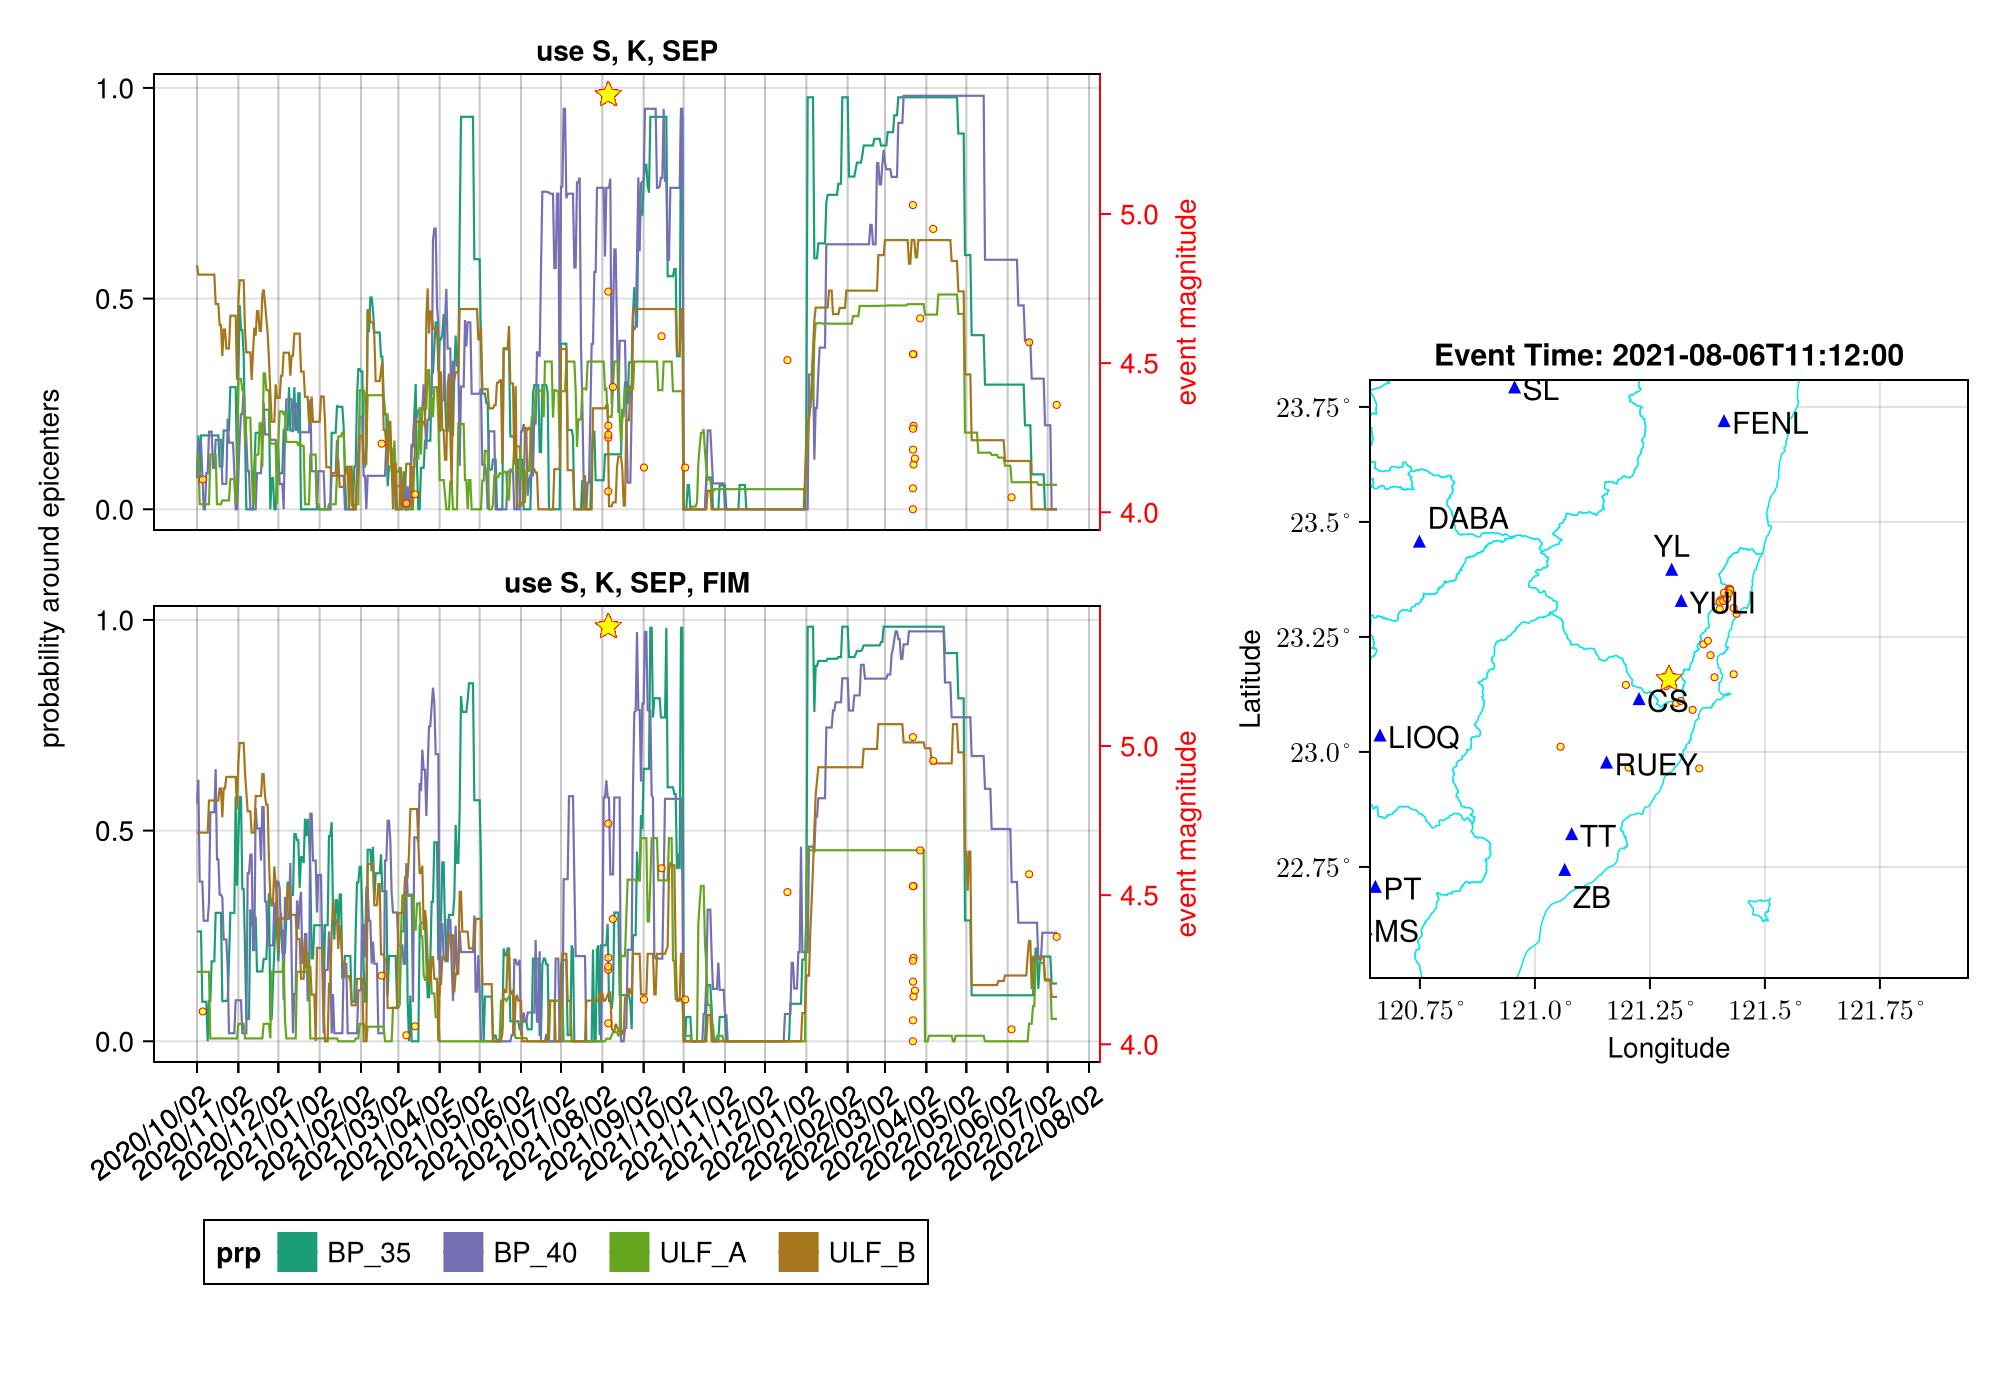 use S, K, SEP
1.0
0.5
0.0
5.0
4.5
4.0
event magnitude
probability around epicenters
use S, K, SEP, FIM
1.0
0.5
0.0
5.0
4.5
4.0
event magnitude
2020/10/02
2020/11/02
2020/12/02
2021/01/02
2021/02/02
2021/03/02
2021/04/02
2021/05/02
2021/06/02
2021/07/02
2021/08/02
2021/09/02
2021/10/02
2021/11/02
2021/12/02
2022/01/02
2022/02/02
2022/03/02
2022/04/02
2022/05/02
2022/06/02
2022/07/02
2022/08/02
prp BP_35 BP_40 ULF_A ULF_B
Event Time: 2021-08-06T11:12:00
Latitude
23.75°
23.5°
23.25°
23.0°
22.75°
SL
FENL
DABA
YL
YULI
CS
LIOQ
RUEY
TT
PT
ZB
MS
120.75° 121.0° 121.25° 121.5° 121.75°
Longitude